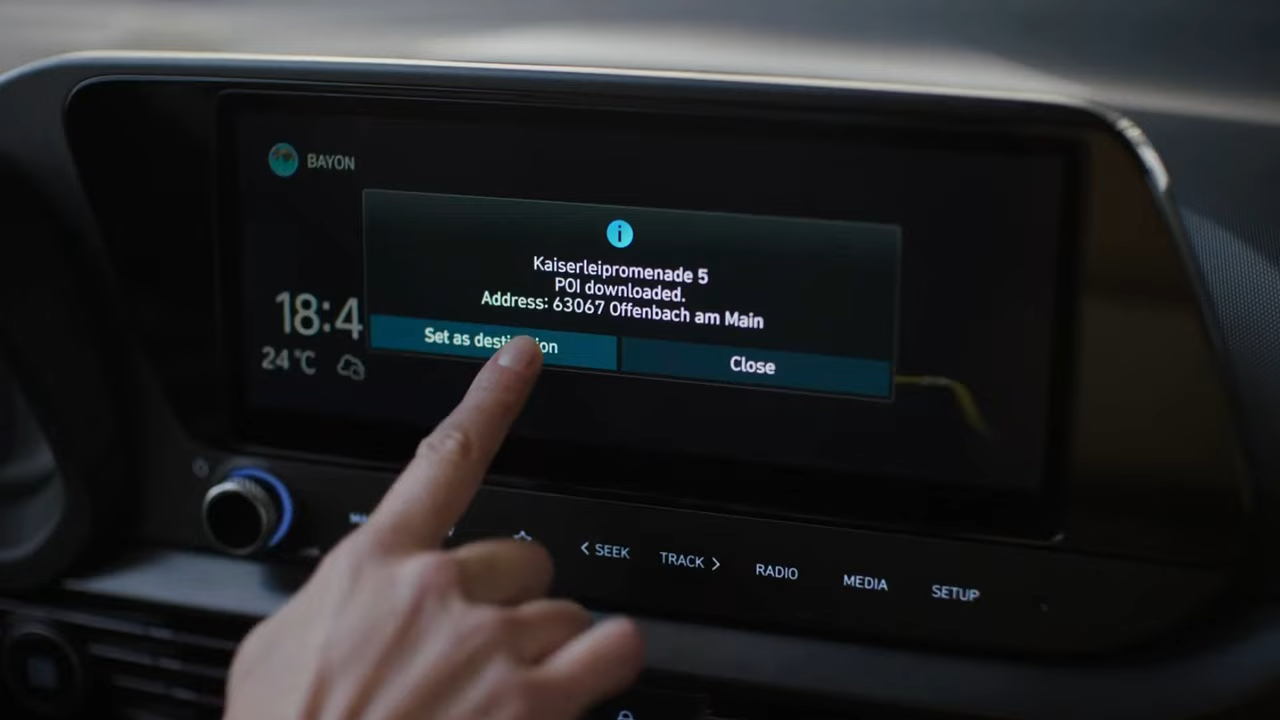 BAYON
Kaiserleipromenade 5
POI downloaded.
Address: 63067 Offenbach am Main
18:4
24°C
Set as destination
Close
SEEK
TRACK
RADIO
MEDIA
SETUP